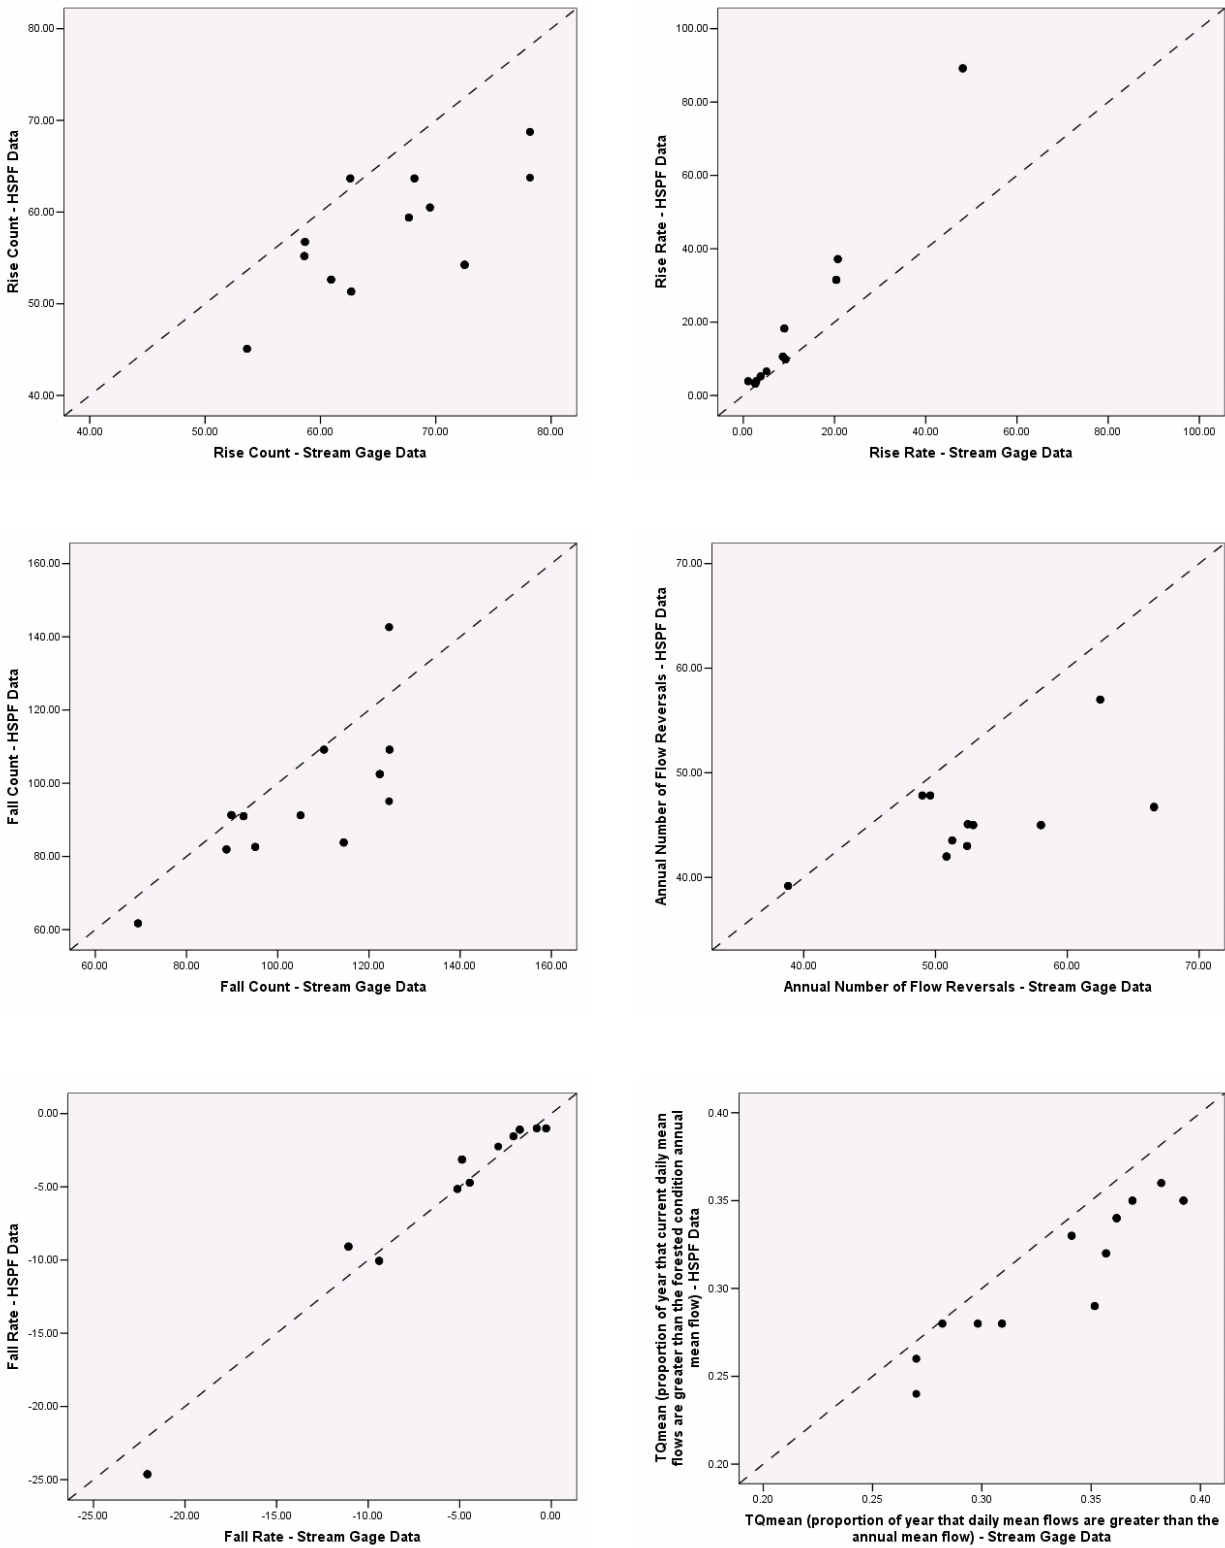 80.00
70.00
60.00
50.00
40.00
Rise Count - HSPF Data
40.00 50.00 60.00 70.00 80.00
Rise Count - Stream Gage Data
100.00
80.00
60.00
40.00
20.00
0.00
Rise Rate - HSPF Data
0.00 20.00 40.00 60.00 80.00 100.00
Rise Rate - Stream Gage Data
160.00
140.00
120.00
100.00
80.00
60.00
Fall Count - HSPF Data
60.00 80.00 100.00 120.00 140.00 160.00
Fall Count - Stream Gage Data
70.00
60.00
50.00
40.00
Annual Number of Flow Reversals - HSPF Data
40.00 50.00 60.00 70.00
Annual Number of Flow Reversals - Stream Gage Data
0.00
-5.00
-10.00
-15.00
-20.00
-25.00
Fall Rate - HSPF Data
-25.00 -20.00 -15.00 -10.00 -5.00 0.00
Fall Rate - Stream Gage Data
0.40
0.35
0.30
0.25
0.20
TQmean (proportion of year that current daily mean
flows are greater than the forested condition annual
mean flow) - HSPF Data
0.20 0.25 0.30 0.35 0.40
TQmean (proportion of year that daily mean flows are greater than the
annual mean flow) - Stream Gage Data